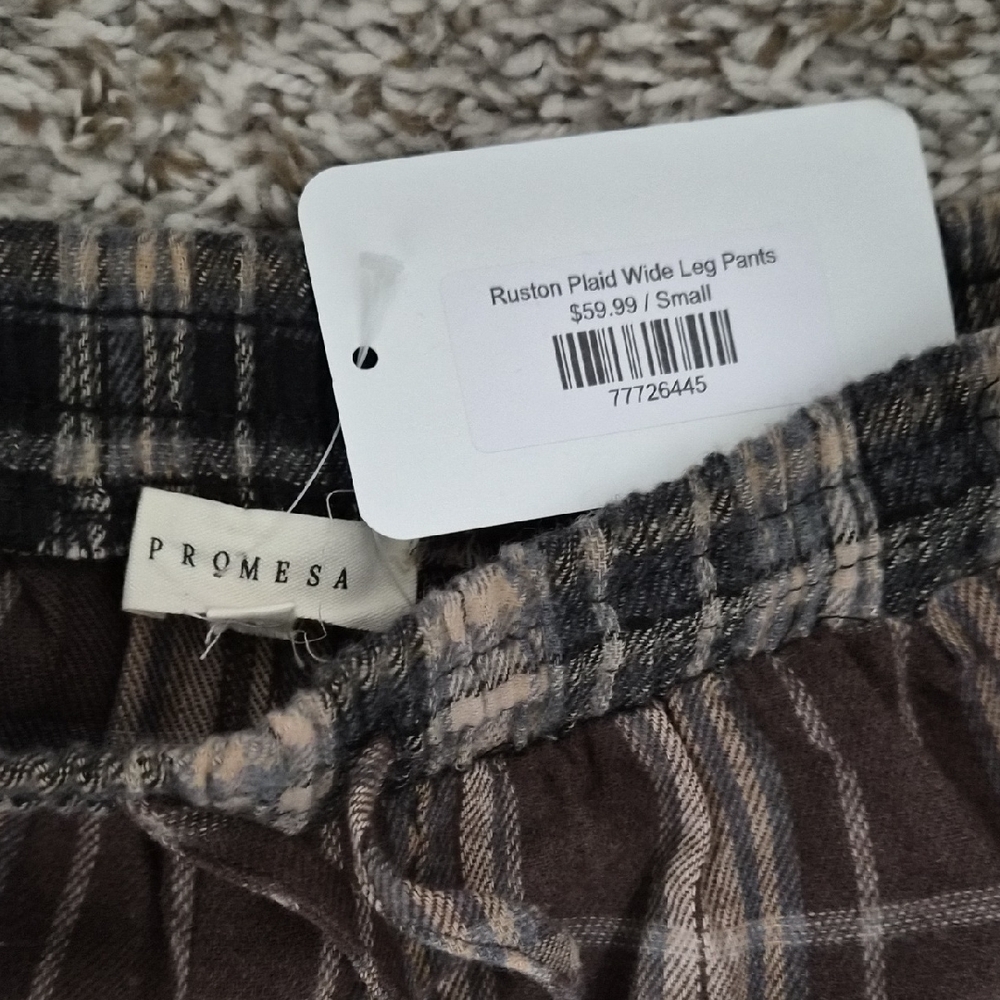 Ruston Plaid Wide Leg Pants
$59.99 / Small
77726445
PROMESA